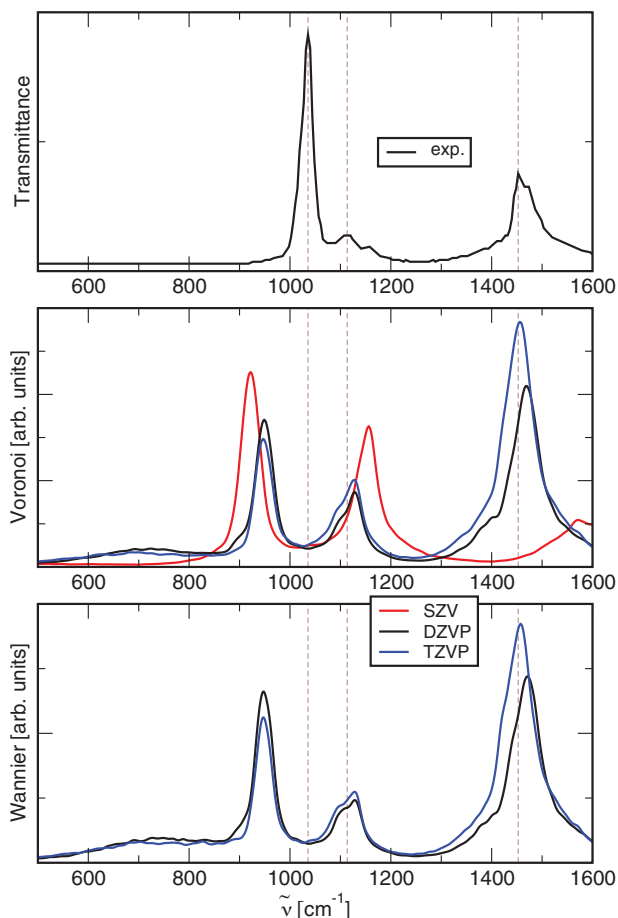 Transmittance
exp.
600 800 1000 1200 1400 1600
Voronoi [arb. units]
600 800 1000 1200 1400 1600
SZV
DZVP
TZVP
Wannier [arb. units]
600 800 1000 1200 1400 1600
ν̃ [cm⁻¹]